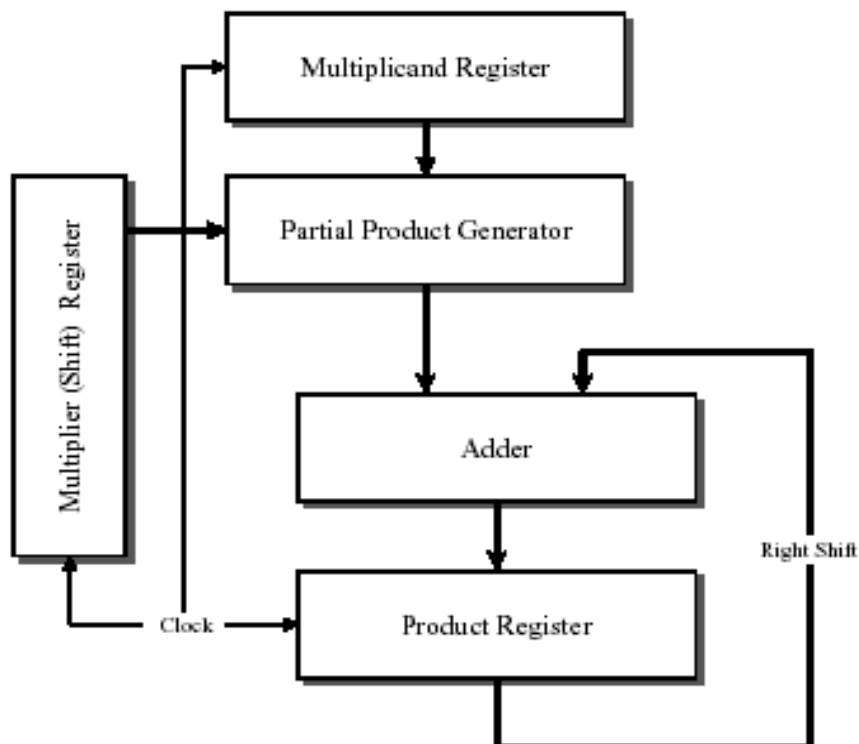 Multiplicand Register
Partial Product Generator
Multiplier (Shift) Register
Adder
Right Shift
Clock
Product Register